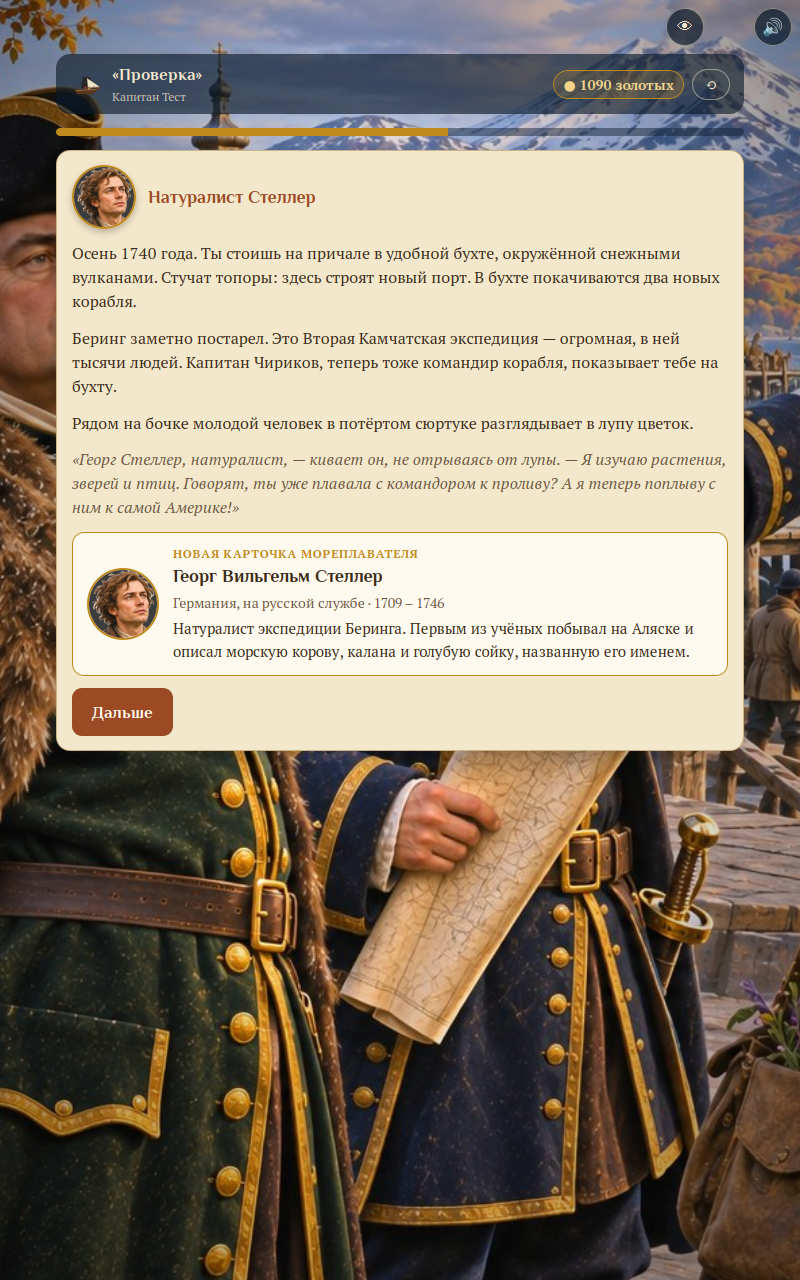 «Проверка»
Капитан Тест
1090 золотых
Натуралист Стеллер
Осень 1740 года. Ты стоишь на причале в удобной бухте, окружённой снежными
вулканами. Стучат топоры: здесь строят новый порт. В бухте покачиваются два новых
корабля.
Беринг заметно постарел. Это Вторая Камчатская экспедиция — огромная, в ней
тысячи людей. Капитан Чириков, теперь тоже командир корабля, показывает тебе на
бухту.
Рядом на бочке молодой человек в потёртом сюртуке разглядывает в лупу цветок.
«Георг Стеллер, натуралист, — кивает он, не отрываясь от лупы. — Я изучаю растения,
зверей и птиц. Говорят, ты уже плавала с командором к проливу? А я теперь поплыву с
ним к самой Америке!»
НОВАЯ КАРТОЧКА МОРЕПЛАВАТЕЛЯ
Георг Вильгельм Стеллер
Германия, на русской службе · 1709 – 1746
Натуралист экспедиции Беринга. Первым из учёных побывал на Аляске и
описал морскую корову, калана и голубую сойку, названную его именем.
Дальше